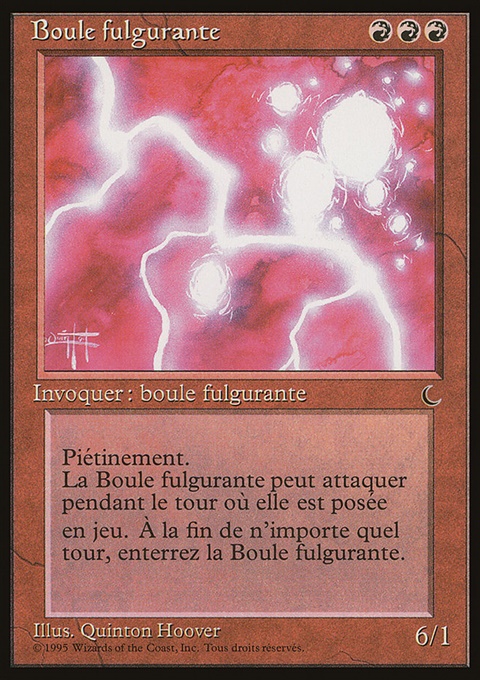 Boule fulgurante
Invoquer : boule fulgurante
Piétinement.
La Boule fulgurante peut attaquer
pendant le tour où elle est posée
en jeu. À la fin de n'importe quel
tour, enterrez la Boule fulgurante.
Illus. Quinton Hoover
6/1
©1995 Wizards of the Coast, Inc. Tous droits réservés.